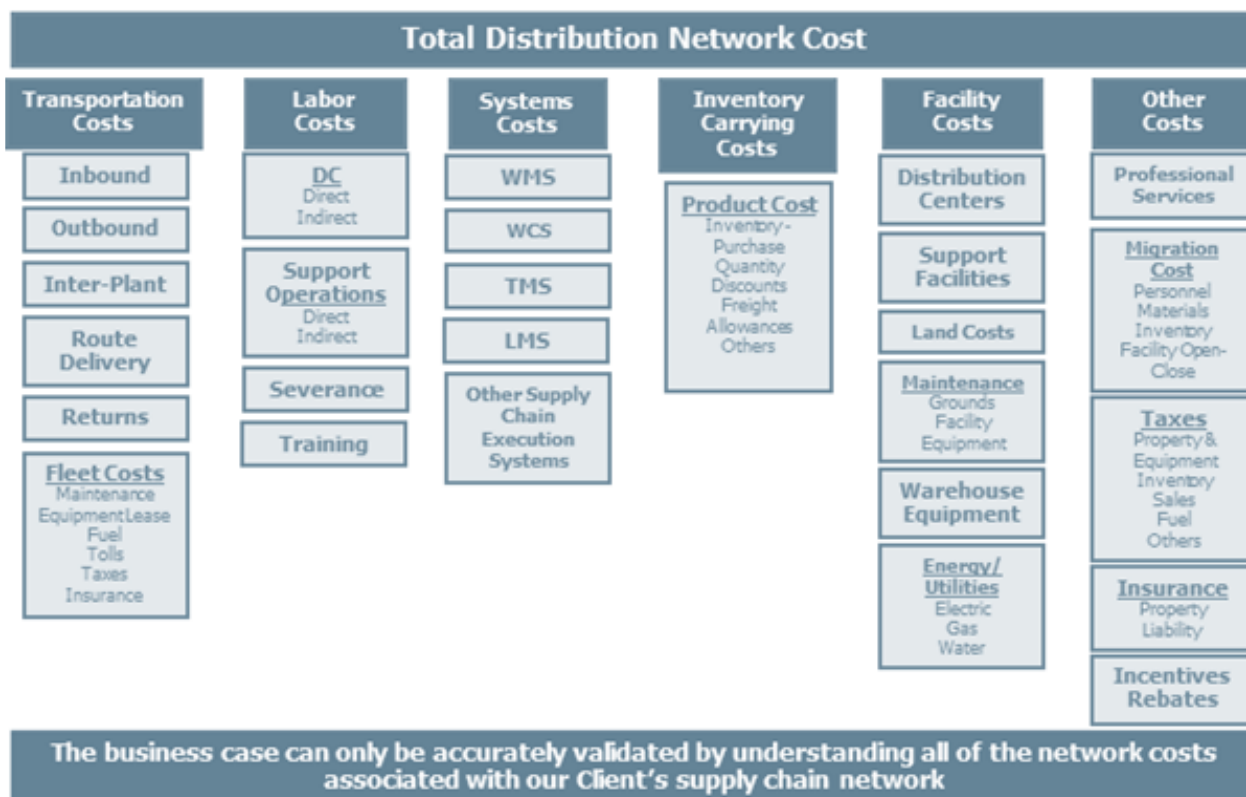 Total Distribution Network Cost
Transportation
Costs
Inbound
Outbound
Inter-Plant
Route
Delivery
Returns
Fleet Costs
Maintenance
Equipment Lease
Fuel
Tolls
Taxes
Insurance
Labor
Costs
DC
Direct
Indirect
Support
Operations
Direct
Indirect
Severance
Training
Systems
Costs
WMS
WCS
TMS
LMS
Other Supply
Chain
Execution
Systems
Inventory
Carrying
Costs
Product Cost
Inventory-
Purchase
Quantity
Discounts
Freight
Allowances
Others
Facility
Costs
Distribution
Centers
Support
Facilities
Land Costs
Maintenance
Grounds
Facility
Equipment
Warehouse
Equipment
Energy/
Utilities
Electric
Gas
Water
Other
Costs
Professional
Services
Migration
Cost
Personnel
Materials
Inventory
Facility Open-
Close
Taxes
Property &
Equipment
Inventory
Sales
Fuel
Others
Insurance
Property
Liability
Incentives
Rebates
The business case can only be accurately validated by understanding all of the network costs
associated with our Client's supply chain network